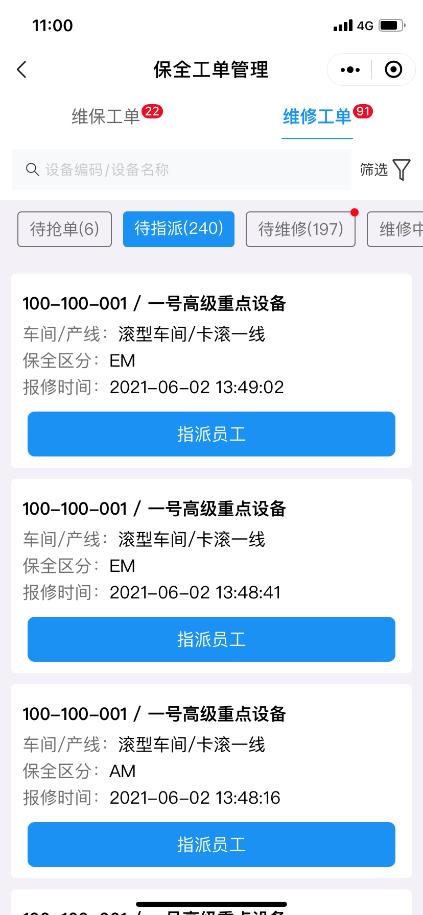 11:00 4G
保全工单管理
维保工单 22 维修工单 91
设备编码/设备名称 筛选
待抢单(6) 待指派(240) 待维修(197) 维修中
100-100-001 / 一号高级重点设备
车间/产线： 滚型车间/卡滚一线
保全区分： EM
报修时间： 2021-06-02 13:49:02
指派员工
100-100-001 / 一号高级重点设备
车间/产线： 滚型车间/卡滚一线
保全区分： EM
报修时间： 2021-06-02 13:48:41
指派员工
100-100-001 / 一号高级重点设备
车间/产线： 滚型车间/卡滚一线
保全区分： AM
报修时间： 2021-06-02 13:48:16
指派员工